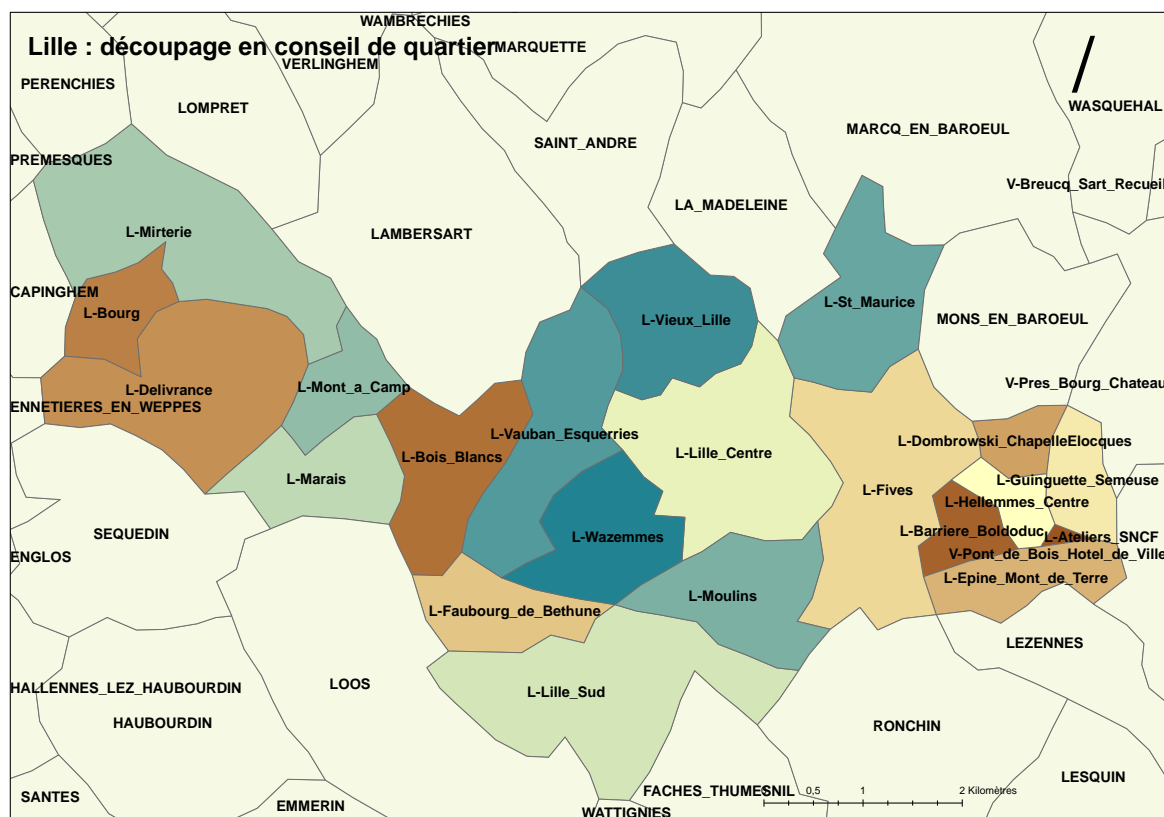 WAMBRECHIES
Lille : découpage en conseil de quartier
MARQUETTE
VERLINGHEM
PERENCHIES
LOMPRET
WASQUEHAL
MARCQ_EN_BAROEUL
SAINT_ANDRE
PREMESQUES
V-Breucq_Sart_Recueil
LA_MADELEINE
L-Mirterie
LAMBERSART
CAPINGHEM
L-St_Maurice
L-Bourg
L-Vieux_Lille
MONS_EN_BAROEUL
L-Delivrance
L-Mont_a_Camp
V-Pres_Bourg_Chateau
ENNETIERES_EN_WEPPES
L-Vauban_Esquerries
L-Dombrowski_ChapelleElocques
L-Bois_Blancs
L-Lille_Centre
L-Marais
L-Guinguette_Semeuse
L-Fives
L-Hellemmes_Centre
SEQUEDIN
L-Barriere_Boldoduc
L-Wazemmes
L-Ateliers_SNCF
ENGLOS
V-Pont_de_Bois_Hotel_de_Ville
L-Epine_Mont_de_Terre
L-Moulins
L-Faubourg_de_Bethune
LEZENNES
LOOS
HALLENNES_LEZ_HAUBOURDIN
L-Lille_Sud
HAUBOURDIN
RONCHIN
LESQUIN
FACHES_THUMESNIL
0 0,5 1 2 Kilomètres
SANTES
EMMERIN
WATTIGNIES